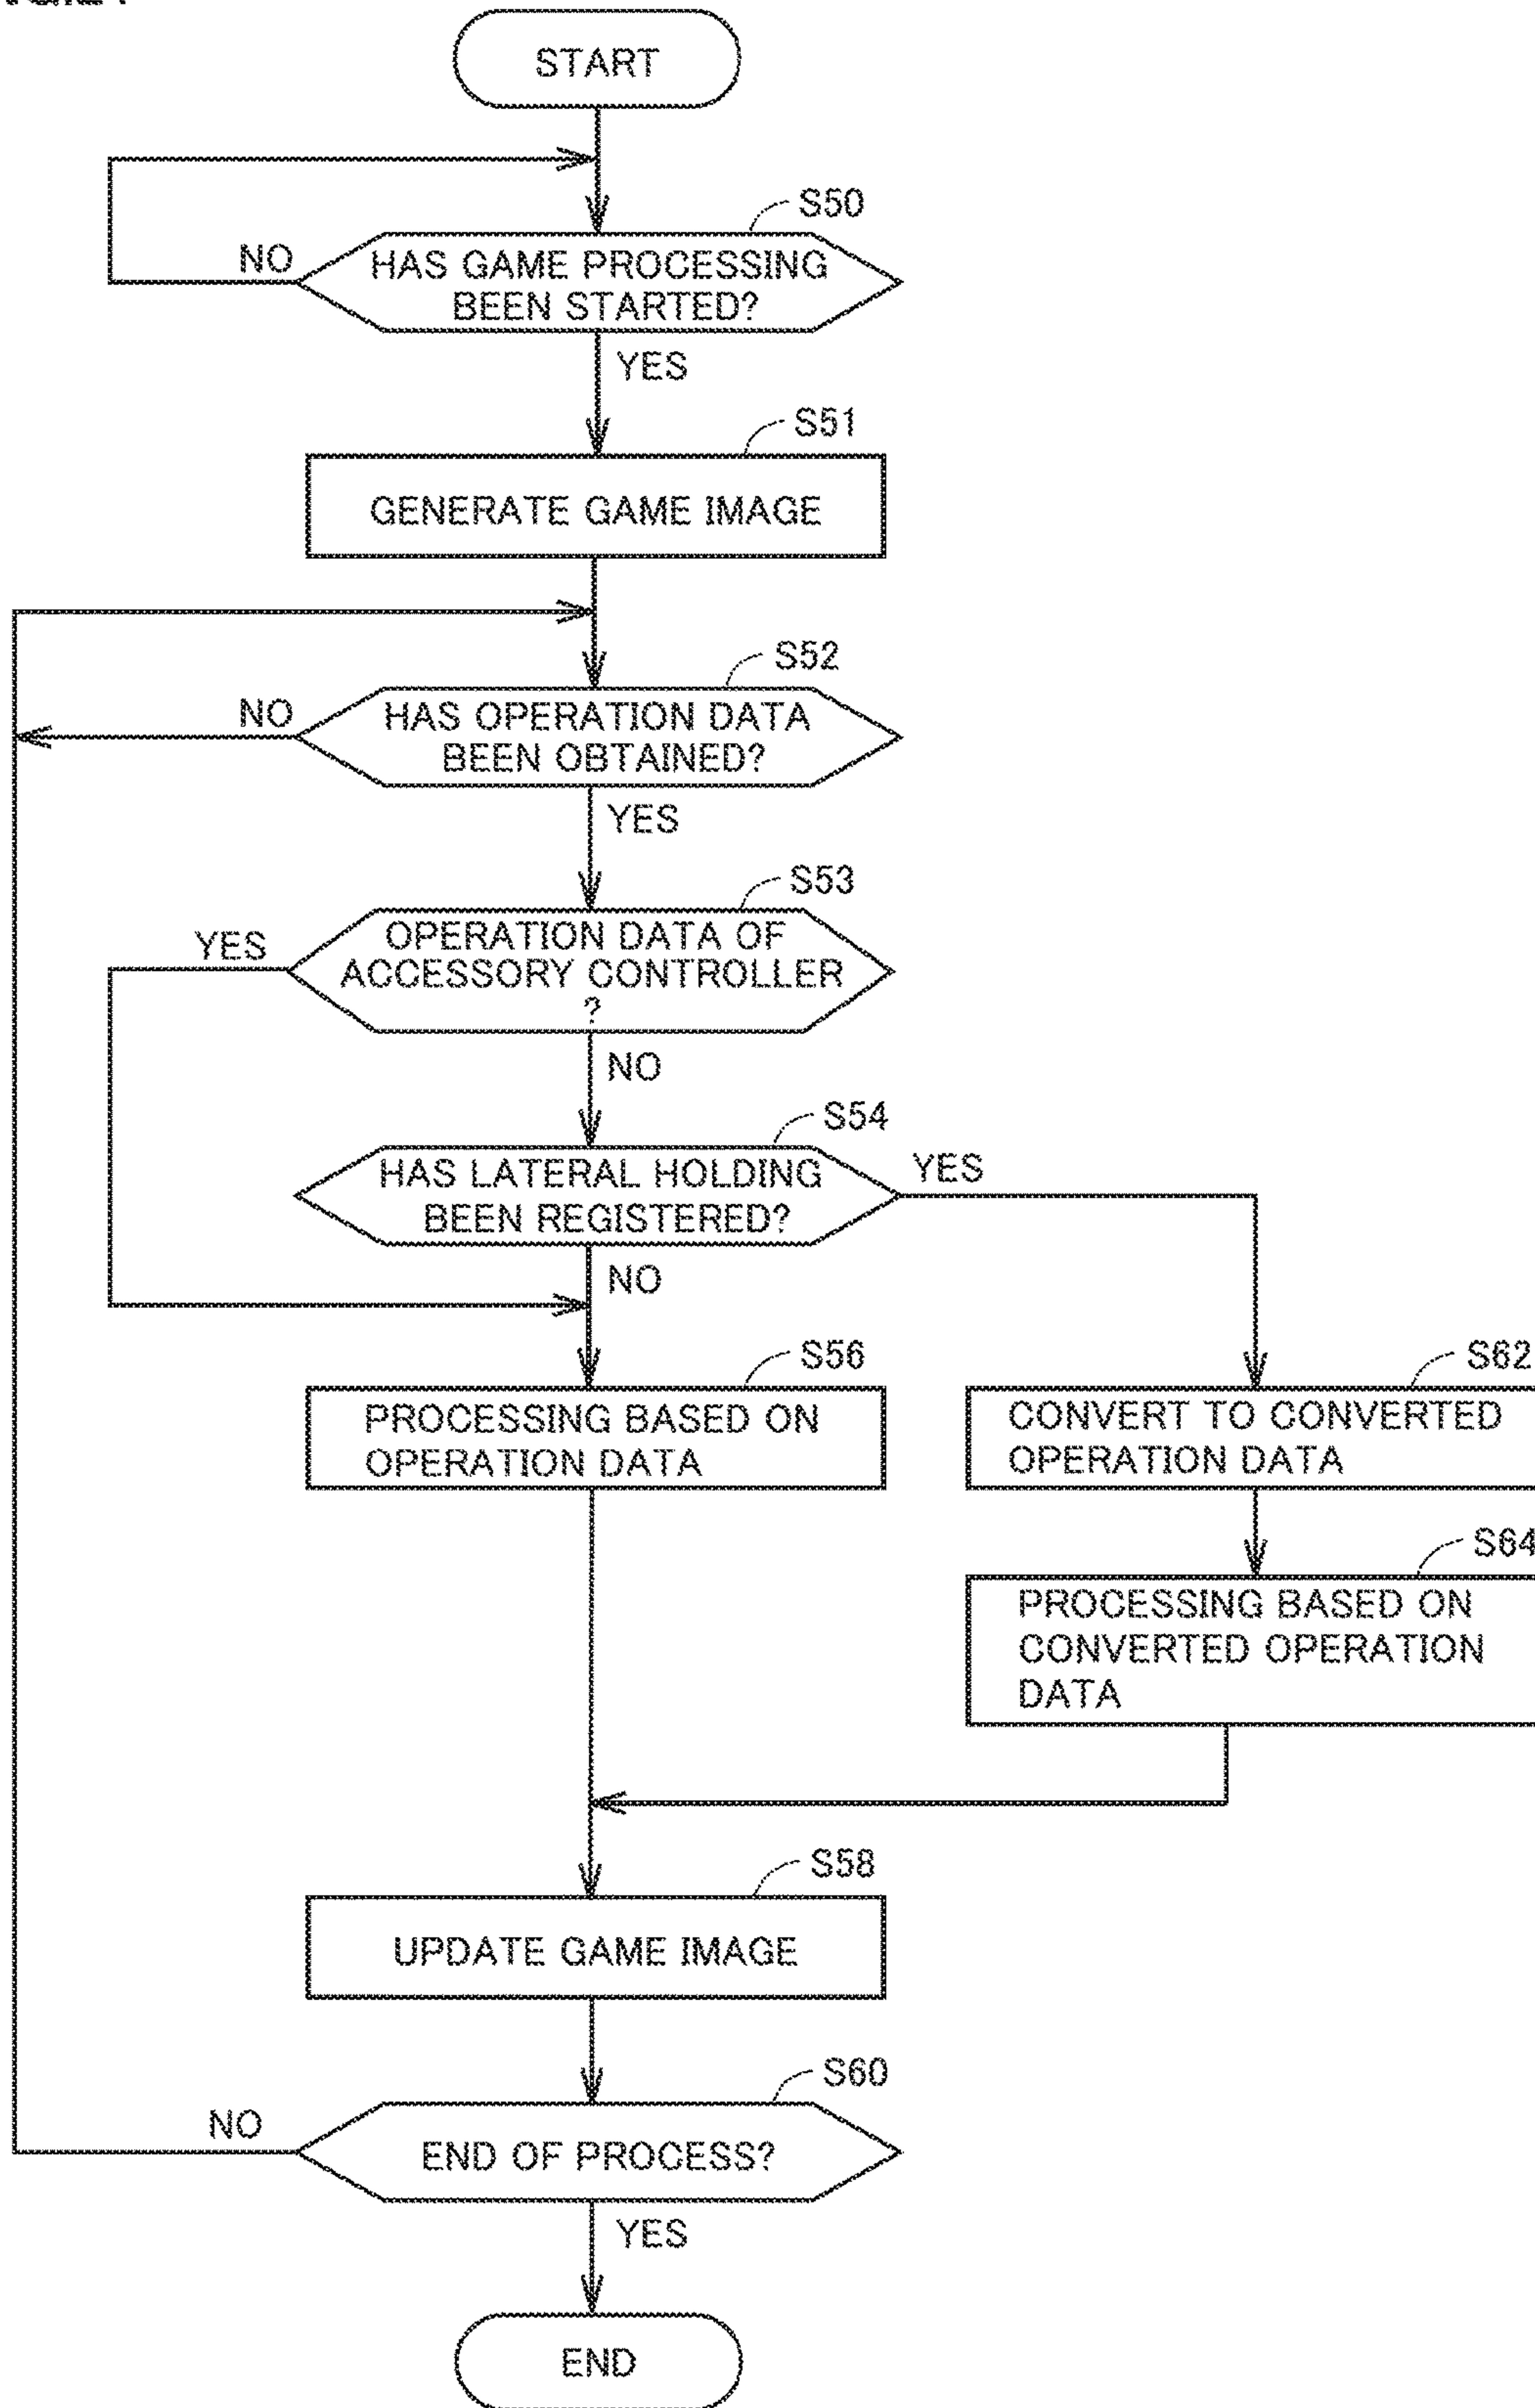 START
S50
NO
HAS GAME PROCESSING
BEEN STARTED?
YES
S51
GENERATE GAME IMAGE
S52
NO
HAS OPERATION DATA
BEEN OBTAINED?
YES
S53
YES
OPERATION DATA OF
ACCESSORY CONTROLLER
?
NO
S54
HAS LATERAL HOLDING
BEEN REGISTERED?
YES
NO
S56
PROCESSING BASED ON
OPERATION DATA
S62
CONVERT TO CONVERTED
OPERATION DATA
S64
PROCESSING BASED ON
CONVERTED OPERATION
DATA
S58
UPDATE GAME IMAGE
S60
NO
END OF PROCESS?
YES
END